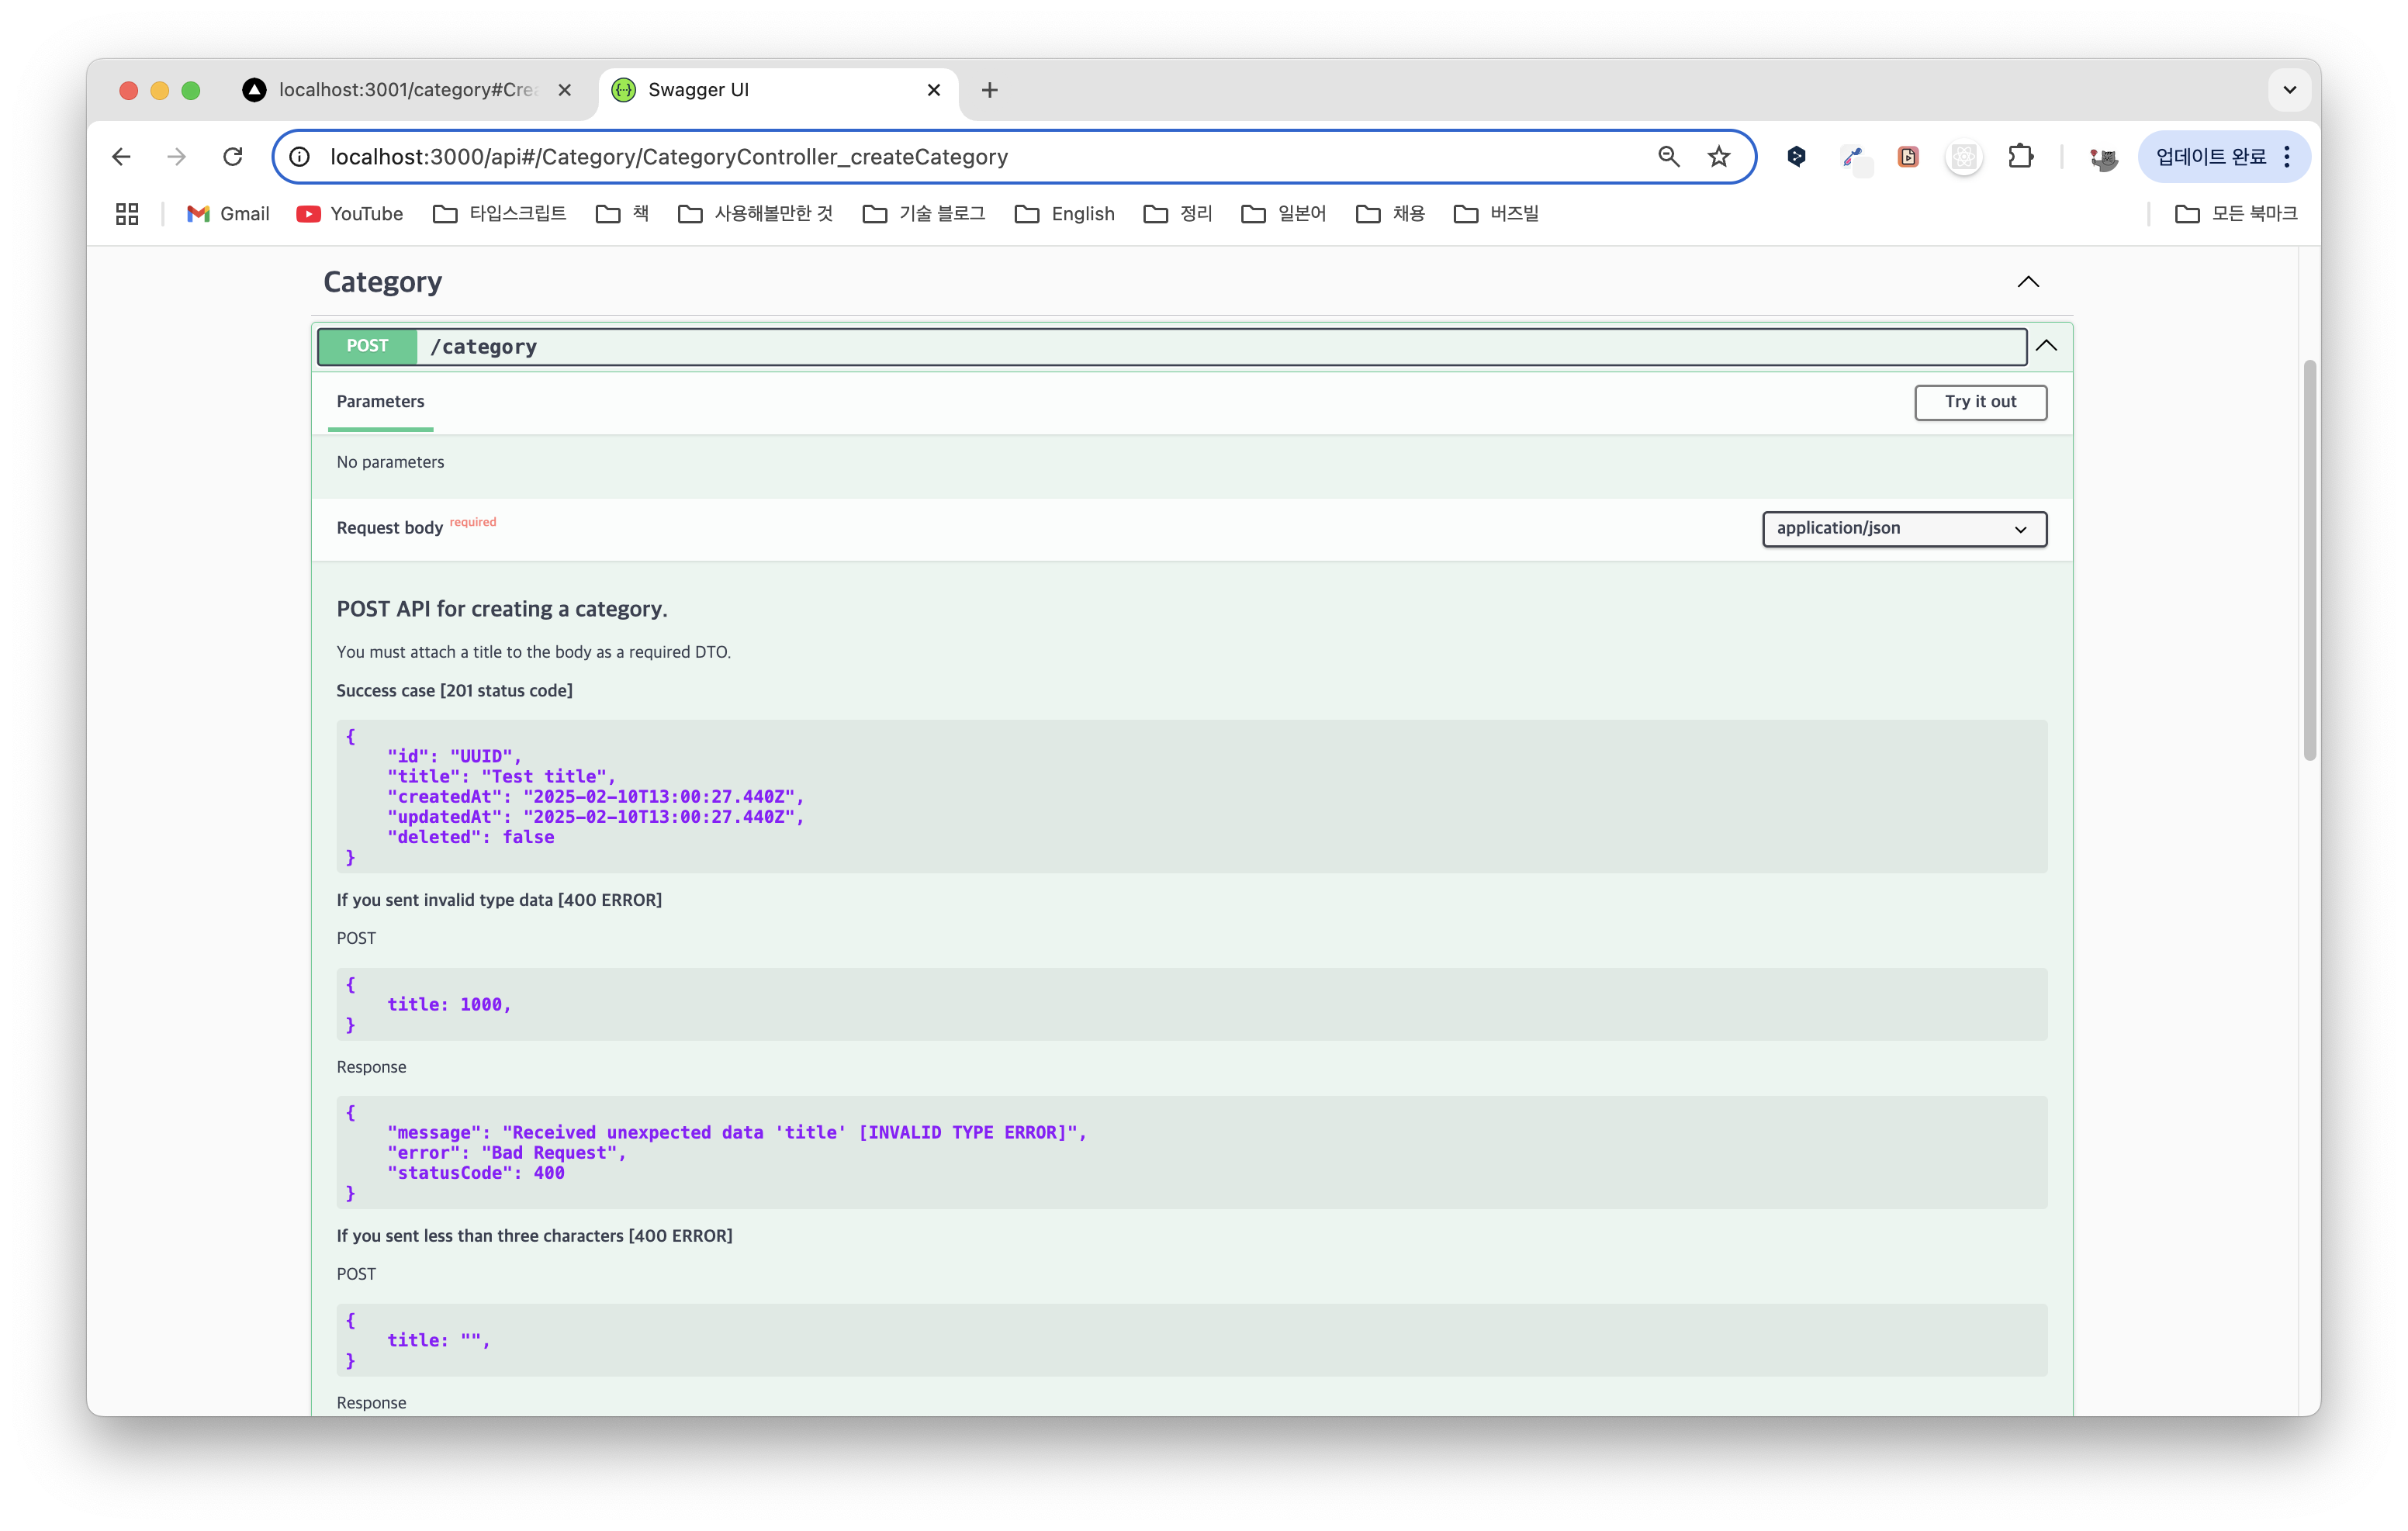 localhost:3001/category#Crea
Swagger UI
localhost:3000/api#/Category/CategoryController_createCategory
업데이트 완료
Gmail
YouTube
타입스크립트
책
사용해볼만한 것
기술 블로그
English
정리
일본어
채용
버즈빌
모든 북마크
Category
POST /category
Parameters
Try it out
No parameters
Request body required
application/json
POST API for creating a category.
You must attach a title to the body as a required DTO.
Success case [201 status code]
{
    "id": "UUID",
    "title": "Test title",
    "createdAt": "2025-02-10T13:00:27.440Z",
    "updatedAt": "2025-02-10T13:00:27.440Z",
    "deleted": false
}
If you sent invalid type data [400 ERROR]
POST
{
    title: 1000,
}
Response
{
    "message": "Received unexpected data 'title' [INVALID TYPE ERROR]",
    "error": "Bad Request",
    "statusCode": 400
}
If you sent less than three characters [400 ERROR]
POST
{
    title: "",
}
Response